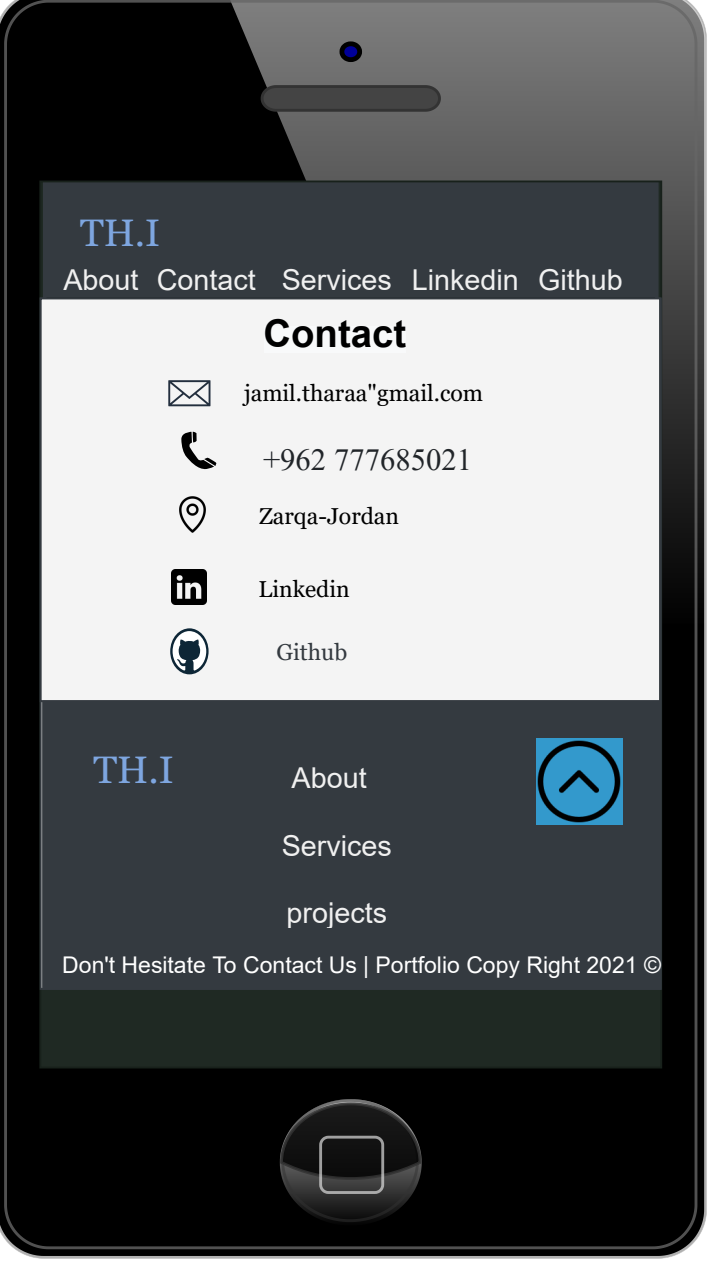 TH.I
About Contact Services Linkedin Github
Contact
jamil.tharaa"gmail.com
+962 777685021
Zarqa-Jordan
in Linkedin
Github
TH.I About
Services
projects
Don't Hesitate To Contact Us | Portfolio Copy Right 2021 ©